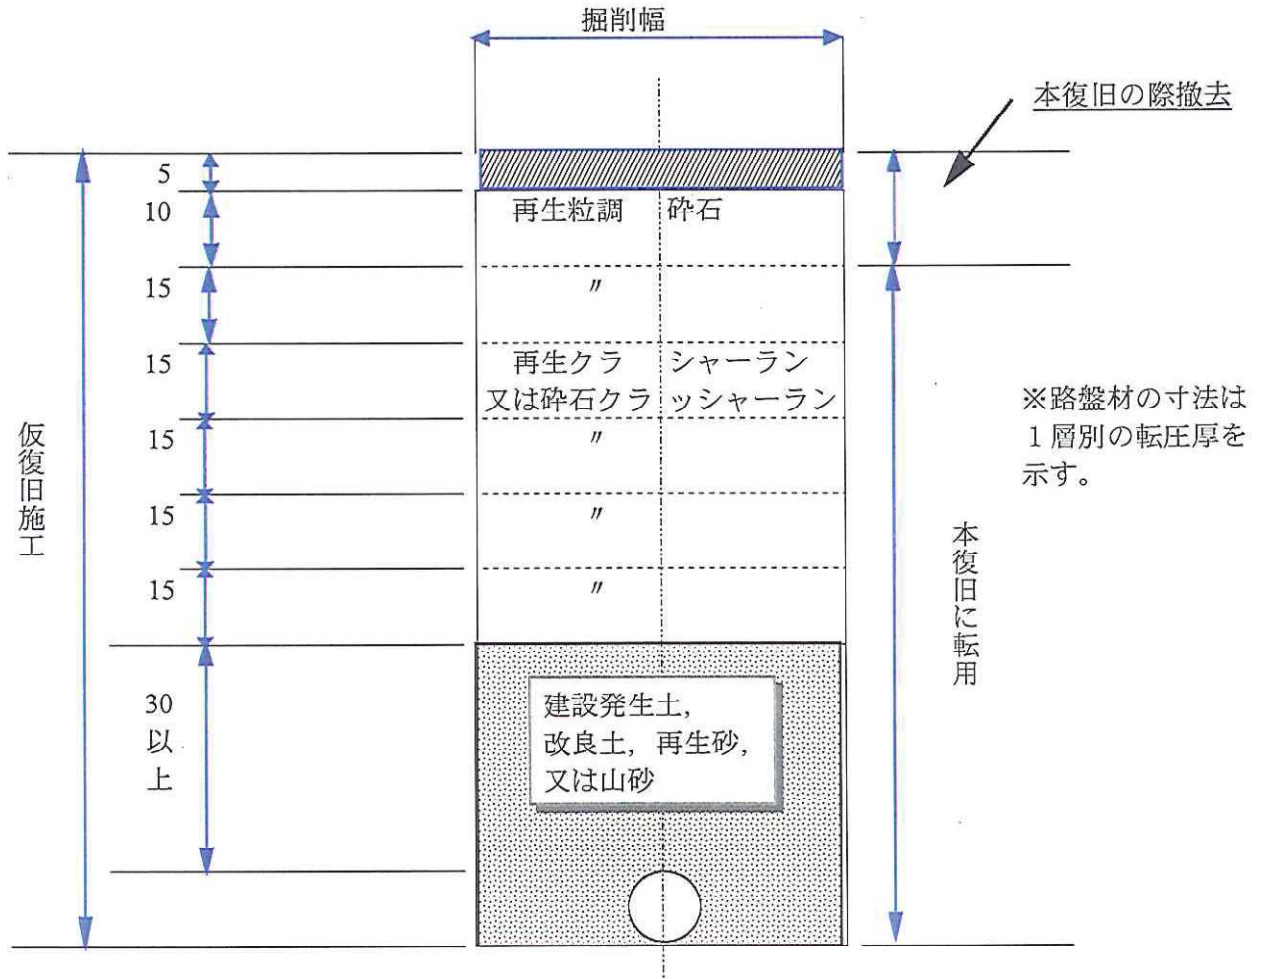 掘削幅
本復旧の際撤去
5
10
再生粒調 砕石
15
〃
15
再生クラ シャーラン
又は砕石クラ ッシャーラン
※路盤材の寸法は
1層別の転圧厚を
示す。
15
〃
15
〃
15
〃
仮復旧施工
本復旧に転用
30
以
上
建設発生土,
改良土, 再生砂,
又は山砂